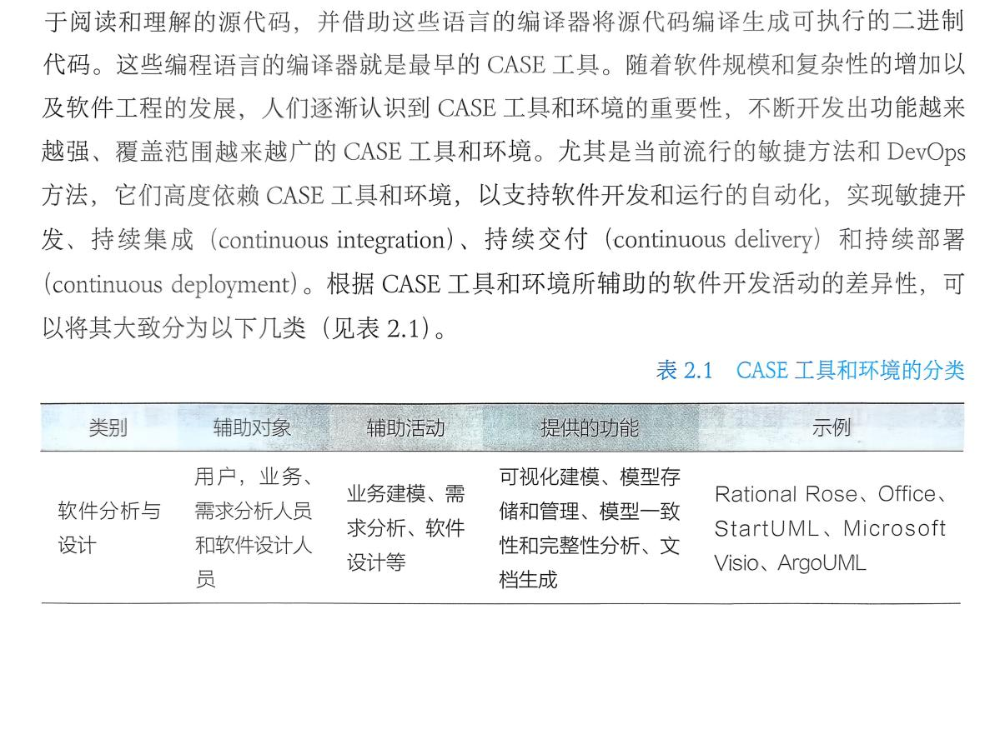 于阅读和理解的源代码，并借助这些语言的编译器将源代码编译生成可执行的二进制
代码。这些编程语言的编译器就是最早的 CASE 工具。随着软件规模和复杂性的增加以
及软件工程的发展，人们逐渐认识到 CASE 工具和环境的重要性，不断开发出功能越来
越强、覆盖范围越来越广的 CASE 工具和环境。尤其是当前流行的敏捷方法和 DevOps
方法，它们高度依赖 CASE 工具和环境，以支持软件开发和运行的自动化，实现敏捷开
发、持续集成（continuous integration）、持续交付（continuous delivery）和持续部署
（continuous deployment）。根据 CASE 工具和环境所辅助的软件开发活动的差异性，可
以将其大致分为以下几类（见表 2.1）。
表 2.1 CASE 工具和环境的分类
类别 辅助对象 辅助活动 提供的功能 示例
软件分析与
设计
用户，业务、
需求分析人员
和软件设计人
员
业务建模、需
求分析、软件
设计等
可视化建模、模型存
储和管理、模型一致
性和完整性分析、文
档生成
Rational Rose、Office、
StartUML、Microsoft
Visio、ArgoUML